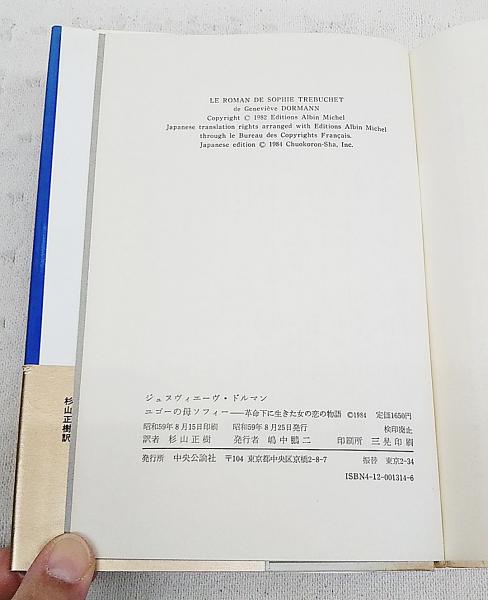 LE ROMAN DE SOPHIE TREBUCHET
de Geneviève DORMANN
Copyright © 1982 Editions Albin Michel
Japanese translation rights arranged with Editions Albin Michel
through le Bureau des Copyrights Français.
Japanese edition © 1984 Chuokoron-Sha, Inc.
ジュヌヴィエーヴ・ドルマン
ユゴーの母ソフィー——革命下に生きた女の恋の物語 ©1984 定価1650円
昭和59年8月15日印刷 昭和59年8月25日発行 検印廃止
訳者 杉山正樹 発行者 嶋中鵬二 印刷所 三晃印刷
発行所 中央公論社 〒104 東京都中央区京橋2-8-7 振替 東京2-34
ISBN4-12-001314-6
杉山正樹訳